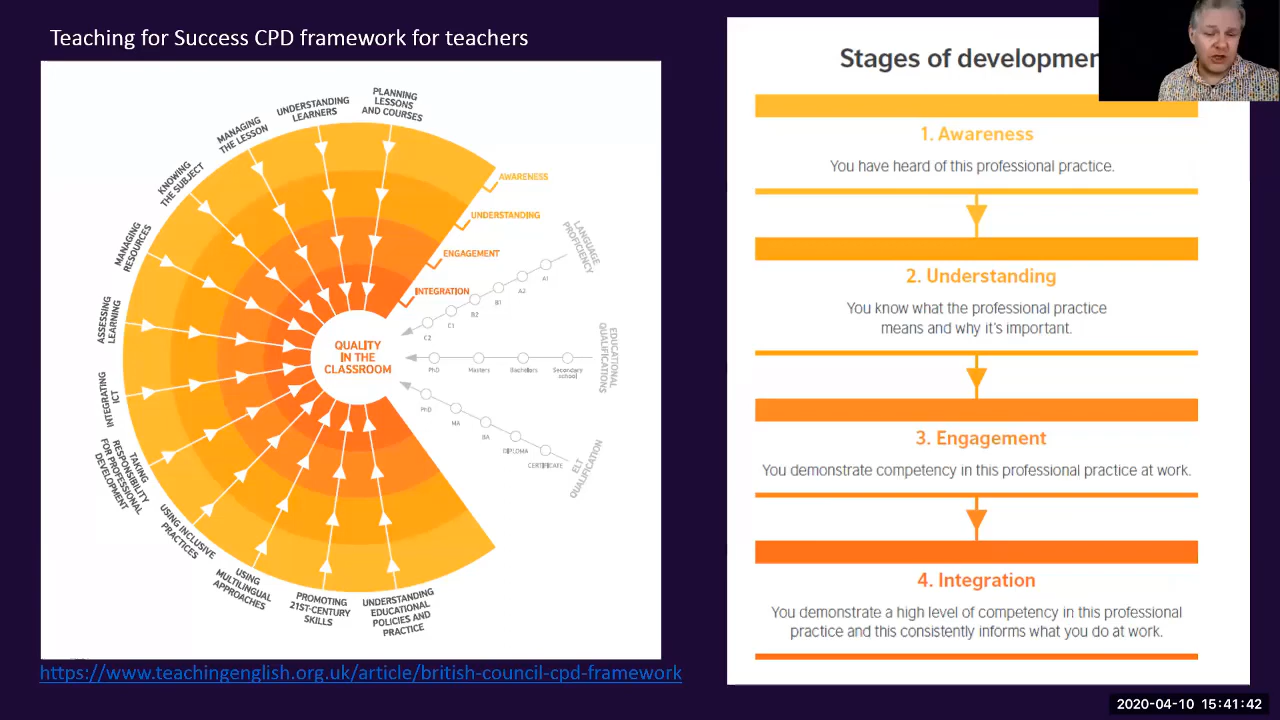 Teaching for Success CPD framework for teachers
PLANNING
LESSONS
AND COURSES
UNDERSTANDING
LEARNERS
MANAGING
THE LESSON
KNOWING
THE SUBJECT
MANAGING
RESOURCES
ASSESSING
LEARNING
INTEGRATING
ICT
TAKING
RESPONSIBILITY
FOR PROFESSIONAL
DEVELOPMENT
USING INCLUSIVE
PRACTICES
USING
MULTILINGUAL
APPROACHES
PROMOTING
21ST-CENTURY
SKILLS
UNDERSTANDING
EDUCATIONAL
POLICIES AND
PRACTICE
AWARENESS
UNDERSTANDING
ENGAGEMENT
INTEGRATION
QUALITY
IN THE
CLASSROOM
LANGUAGE
PROFICIENCY
A1
A2
B1
B2
C1
C2
EDUCATIONAL
QUALIFICATIONS
PhD
Masters
Bachelors
Secondary
school
ELT
QUALIFICATION
PhD
MA
BA
DIPLOMA
CERTIFICATE
https://www.teachingenglish.org.uk/article/british-council-cpd-framework
Stages of developmen
1. Awareness
You have heard of this professional practice.
2. Understanding
You know what the professional practice
means and why it's important.
3. Engagement
You demonstrate competency in this professional practice at work.
4. Integration
You demonstrate a high level of competency in this professional
practice and this consistently informs what you do at work.
2020-04-10 15:41:42